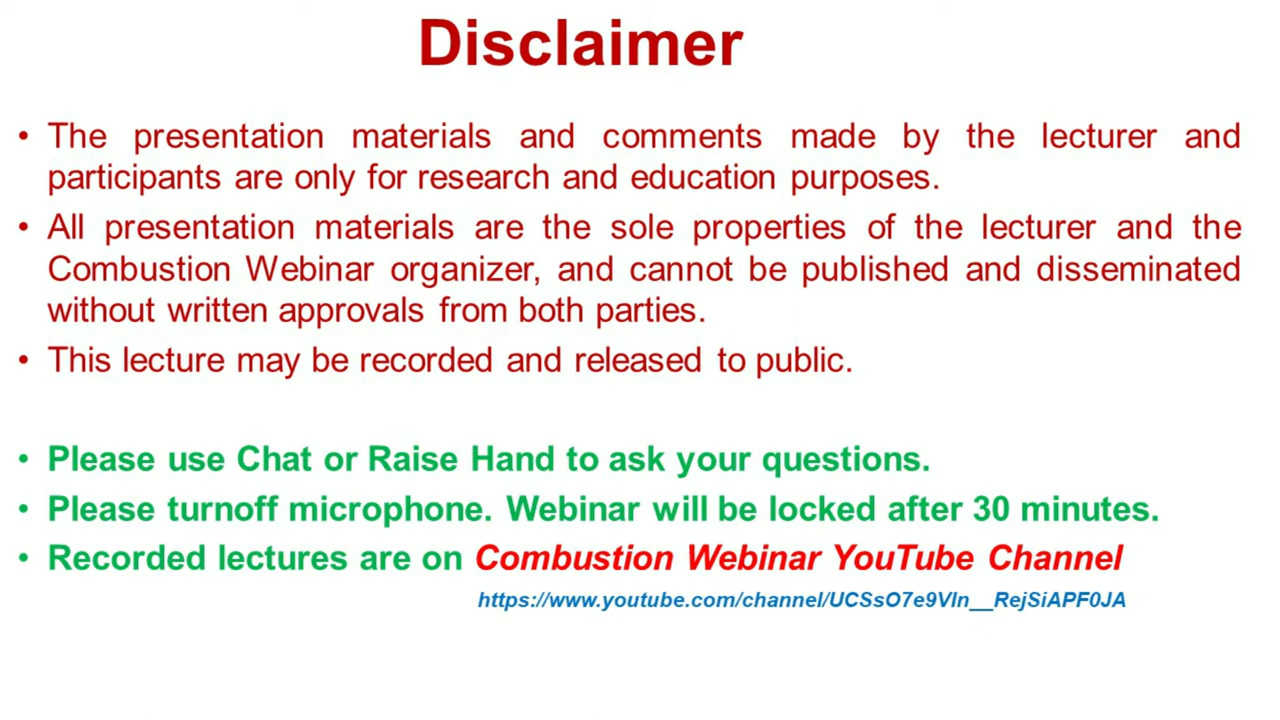 Disclaimer
• The presentation materials and comments made by the lecturer and
participants are only for research and education purposes.
• All presentation materials are the sole properties of the lecturer and the
Combustion Webinar organizer, and cannot be published and disseminated
without written approvals from both parties.
• This lecture may be recorded and released to public.
• Please use Chat or Raise Hand to ask your questions.
• Please turnoff microphone. Webinar will be locked after 30 minutes.
• Recorded lectures are on Combustion Webinar YouTube Channel
https://www.youtube.com/channel/UCSsO7e9VIn__RejSiAPF0JA